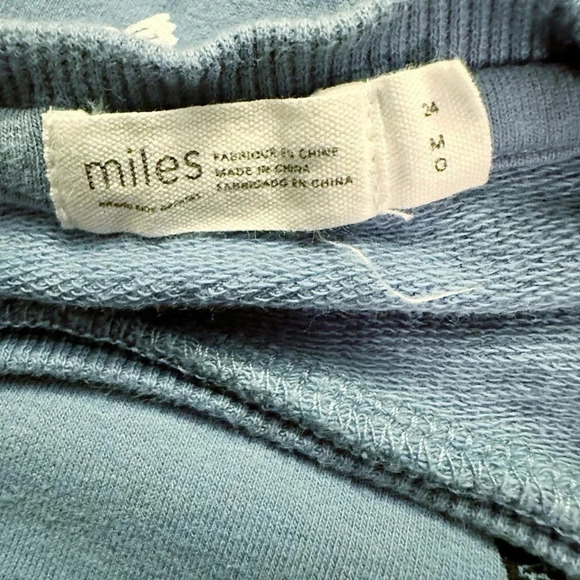 miles
FABRIQUÉ EN CHINE
MADE IN CHINA
FABRICADO EN CHINA
24
M
O